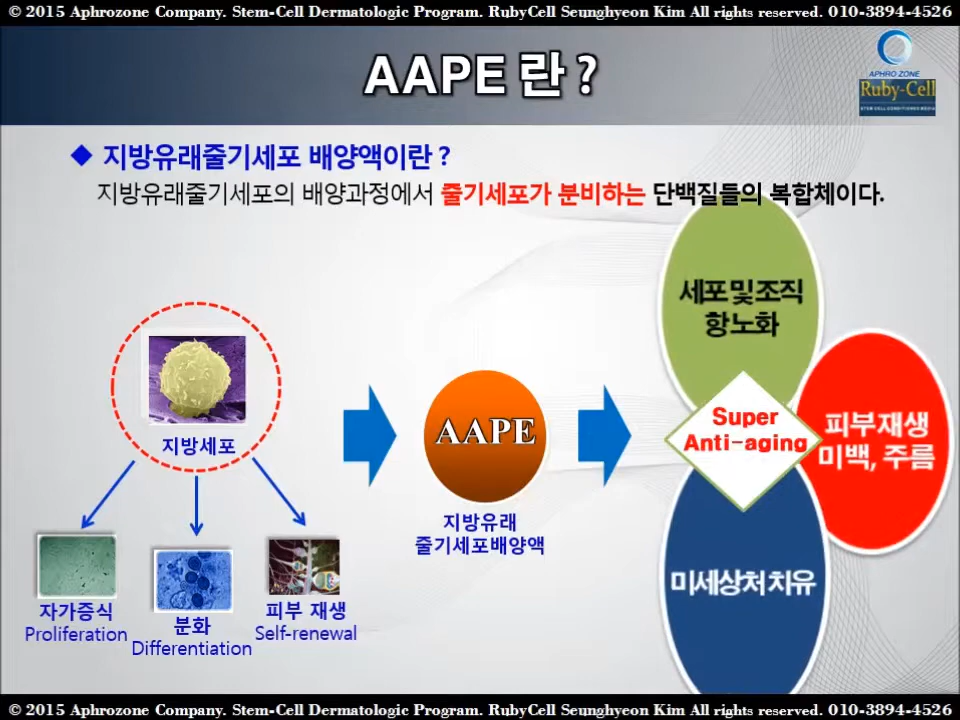 © 2015 Aphrozone Company. Stem-Cell Dermatologic Program. RubyCell Seunghyeon Kim All rights reserved. 010-3894-4526
AAPE 란 ?
APHRO ZONE
Ruby-Cell
STEM CELL CONDITIONED MEDIA
◆ 지방유래줄기세포 배양액이란 ?
지방유래줄기세포의 배양과정에서 줄기세포가 분비하는 단백질들의 복합체이다.
세포 및 조직
항노화
지방세포
AAPE
Super
Anti-aging
피부재생
미백, 주름
지방유래
줄기세포배양액
미세상처 치유
자가증식
Proliferation
분화
Differentiation
피부 재생
Self-renewal
© 2015 Aphrozone Company. Stem-Cell Dermatologic Program. RubyCell Seunghyeon Kim All rights reserved. 010-3894-4526